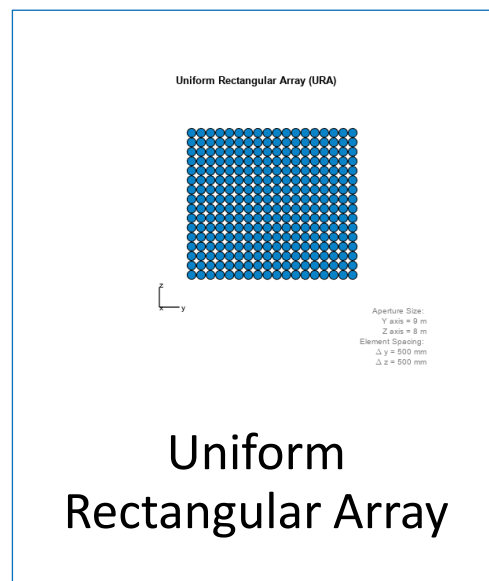 Uniform Rectangular Array (URA)
z
x
y
Aperture Size:
Y axis = 9 m
Z axis = 8 m
Element Spacing:
Δ y = 500 mm
Δ z = 500 mm
Uniform
Rectangular Array